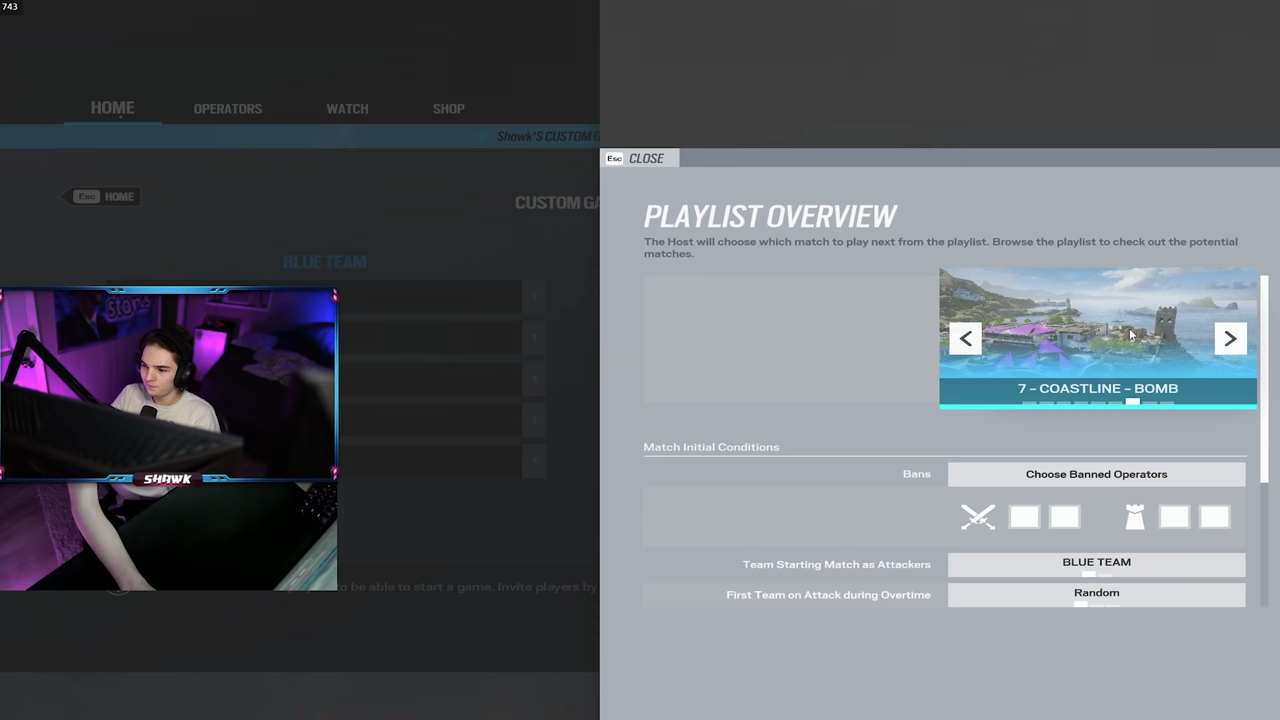 743
HOME
OPERATORS
WATCH
SHOP
Shawk'S CUSTOM G
Esc CLOSE
Esc HOME
CUSTOM GA
BLUE TEAM
PLAYLIST OVERVIEW
The Host will choose which match to play next from the playlist. Browse the playlist to check out the potential
matches.
7 - COASTLINE - BOMB
Match Initial Conditions
Bans
Choose Banned Operators
Team Starting Match as Attackers
BLUE TEAM
First Team on Attack during Overtime
Random
SHAWK
to be able to start a game. Invite players by